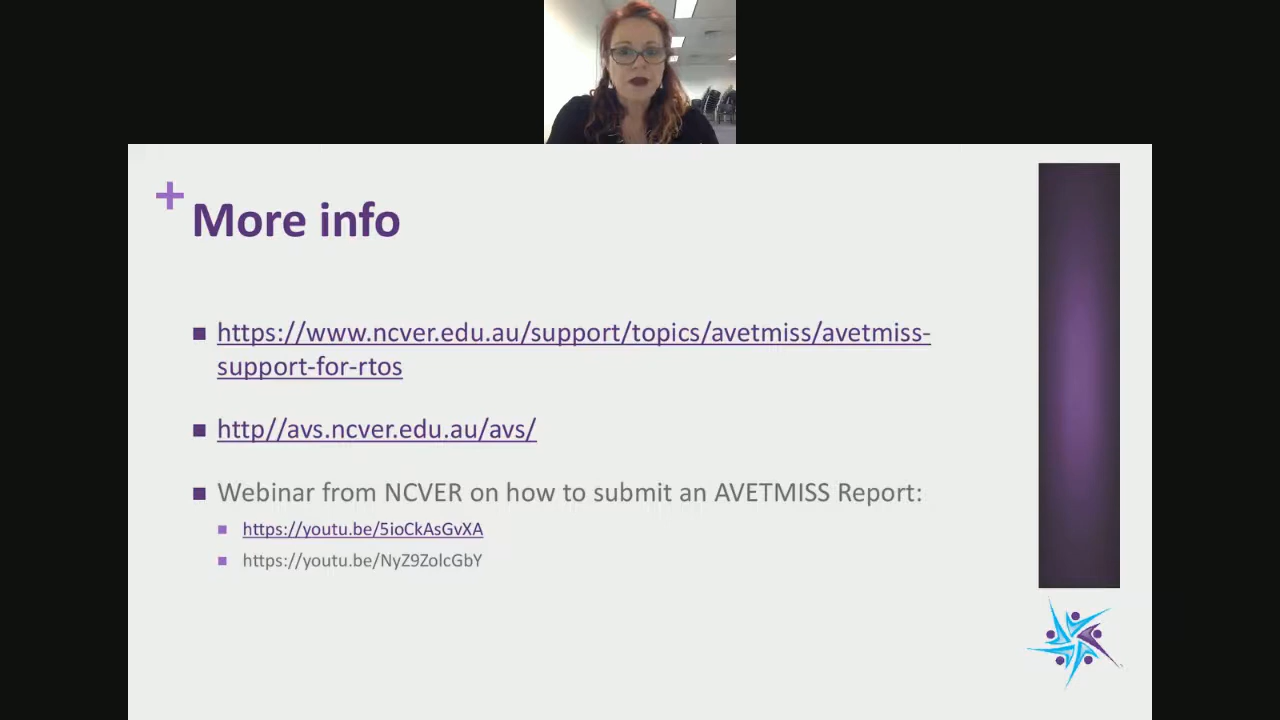 +
More info
https://www.ncver.edu.au/support/topics/avetmiss/avetmiss-
support-for-rtos
http//avs.ncver.edu.au/avs/
Webinar from NCVER on how to submit an AVETMISS Report:
https://youtu.be/5ioCkAsGvXA
https://youtu.be/NyZ9ZolcGbY